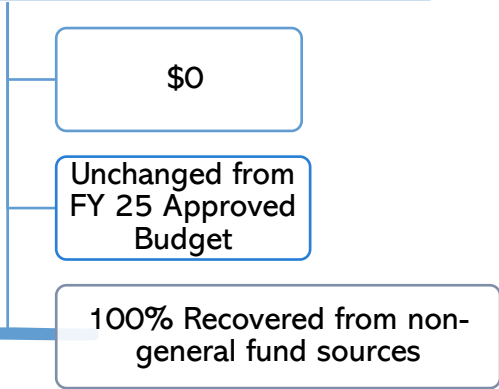 $0
Unchanged from
FY 25 Approved
Budget
100% Recovered from non-
general fund sources